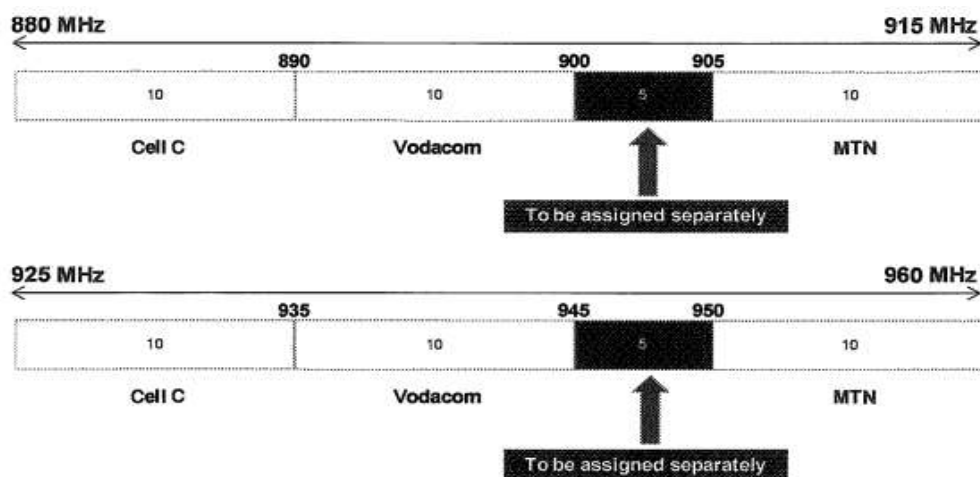 880 MHz 915 MHz
890 900 905
10 10 5 10
Cell C Vodacom MTN
To be assigned separately
925 MHz 960 MHz
935 945 950
10 10 5 10
Cell C Vodacom MTN
To be assigned separately